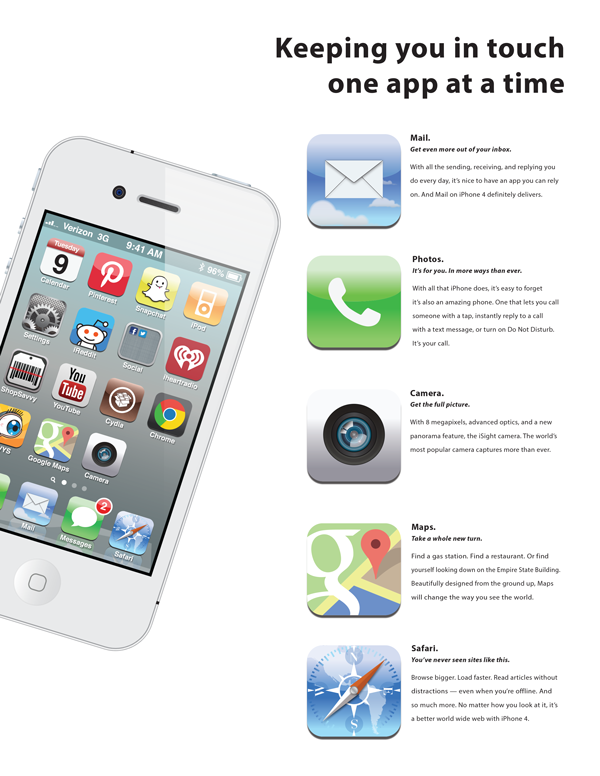 Keeping you in touch
one app at a time
Mail.
Get even more out of your inbox.
With all the sending, receiving, and replying you
do every day, it's nice to have an app you can rely
on. And Mail on iPhone 4 definitely delivers.
Photos.
It's for you. In more ways than ever.
With all that iPhone does, it's easy to forget
it's also an amazing phone. One that lets you call
someone with a tap, instantly reply to a call
with a text message, or turn on Do Not Disturb.
It's your call.
Camera.
Get the full picture.
With 8 megapixels, advanced optics, and a new
panorama feature, the iSight camera. The world's
most popular camera captures more than ever.
Maps.
Take a whole new turn.
Find a gas station. Find a restaurant. Or find
yourself looking down on the Empire State Building.
Beautifully designed from the ground up, Maps
will change the way you see the world.
Safari.
You've never seen sites like this.
Browse bigger. Load faster. Read articles without
distractions — even when you're offline. And
so much more. No matter how you look at it, it's
a better world wide web with iPhone 4.
Verizon 3G 9:41 AM 96%
Tuesday
9
Calendar Pinterest Snapchat iPod
Settings iReddit Social iheartradio
You
Tube
ShopSavvy YouTube Cydia Chrome
Google Maps Camera
2
Mail Messages Safari
g
S
S